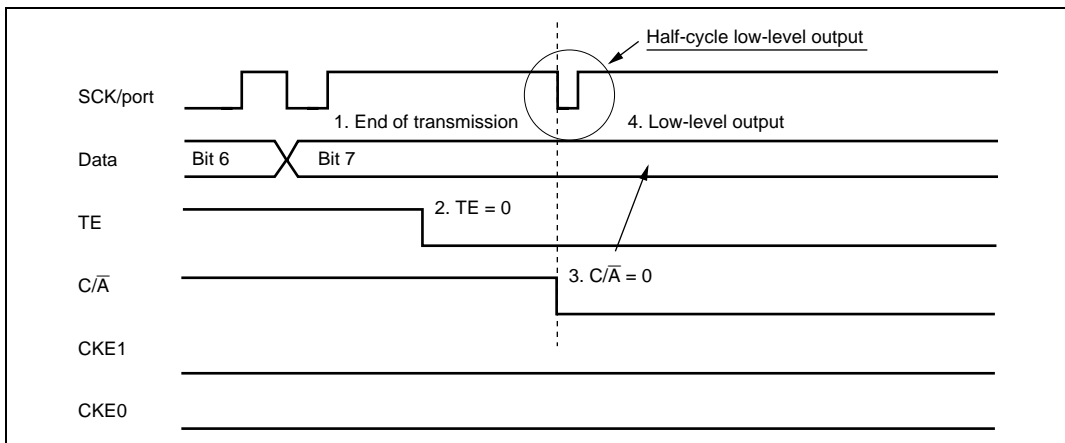 Half-cycle low-level output
SCK/port
1. End of transmission
4. Low-level output
Data
Bit 6
Bit 7
TE
2. TE = 0
C/A̅
3. C/A̅ = 0
CKE1
CKE0